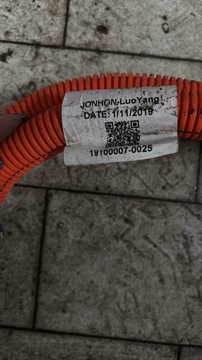 JONHON-LuoYang
DATE: 1/11/2019
19100007-0025